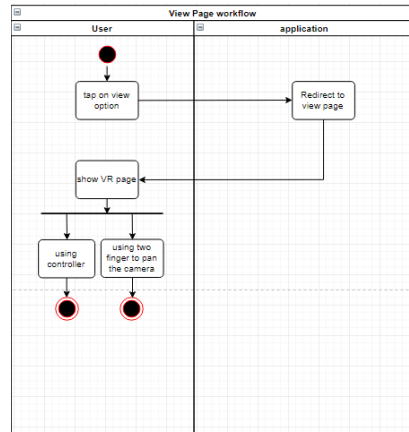 View Page workflow
User
application
tap on view
option
Redirect to
view page
show VR page
using
controller
using two
finger to pan
the camera